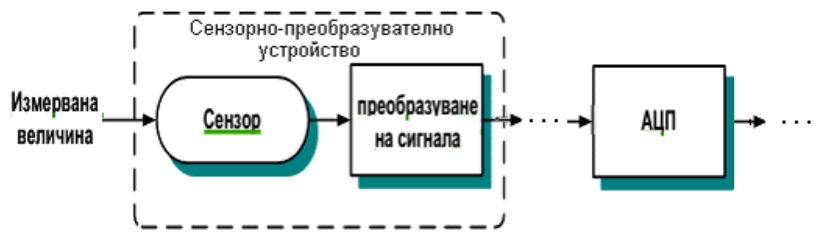 Сензорно-преобразувателно
устройство
Измервана
величина
Сензор
преобразуване
на сигнала
. . .
АЦП
. . .